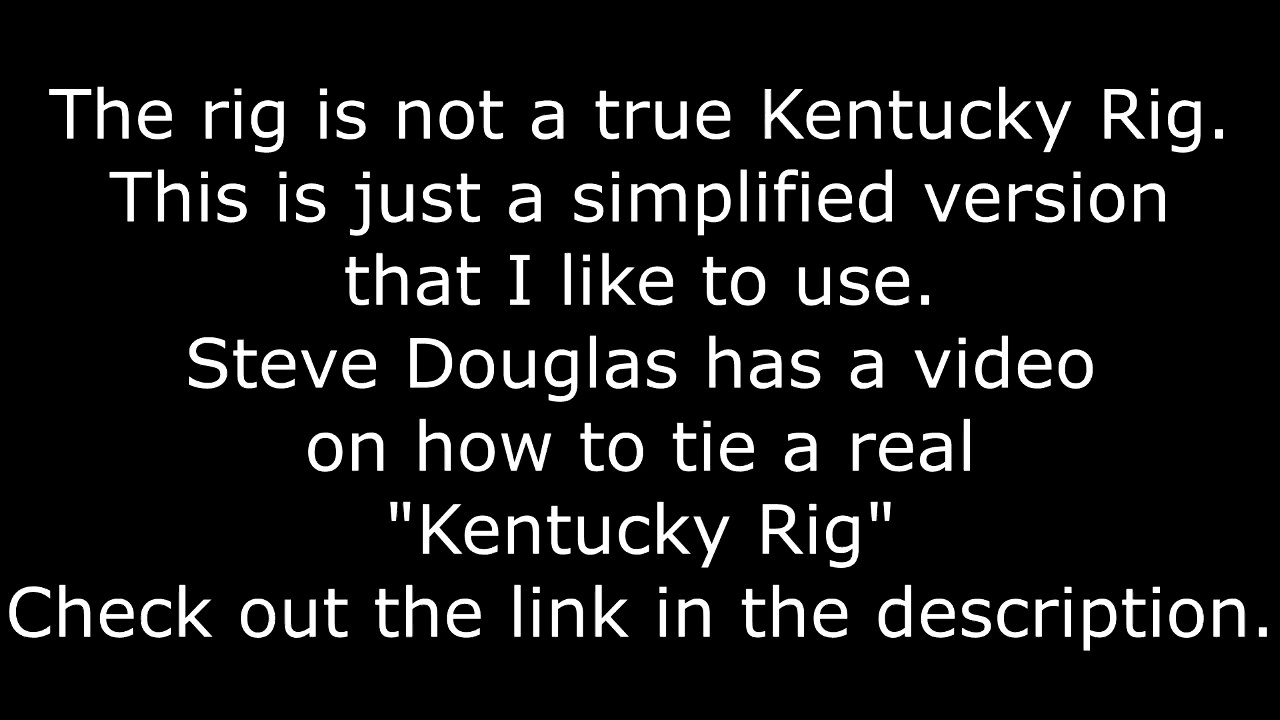 The rig is not a true Kentucky Rig.
This is just a simplified version
that I like to use.
Steve Douglas has a video
on how to tie a real
"Kentucky Rig"
Check out the link in the description.